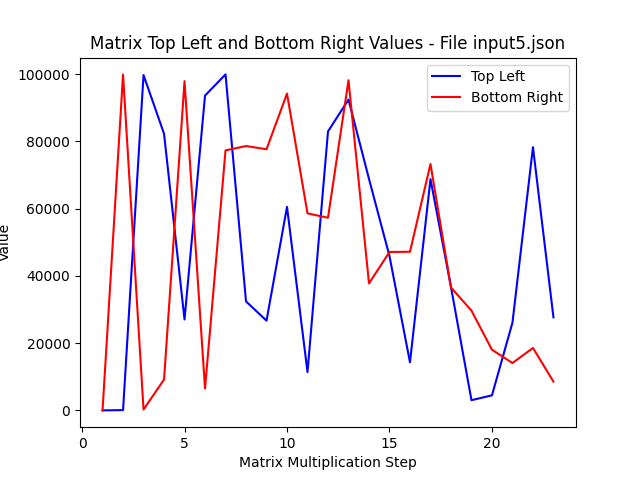 Matrix Top Left and Bottom Right Values - File input5.json
Top Left
Bottom Right
100000
80000
60000
40000
20000
0
Value
0 5 10 15 20
Matrix Multiplication Step